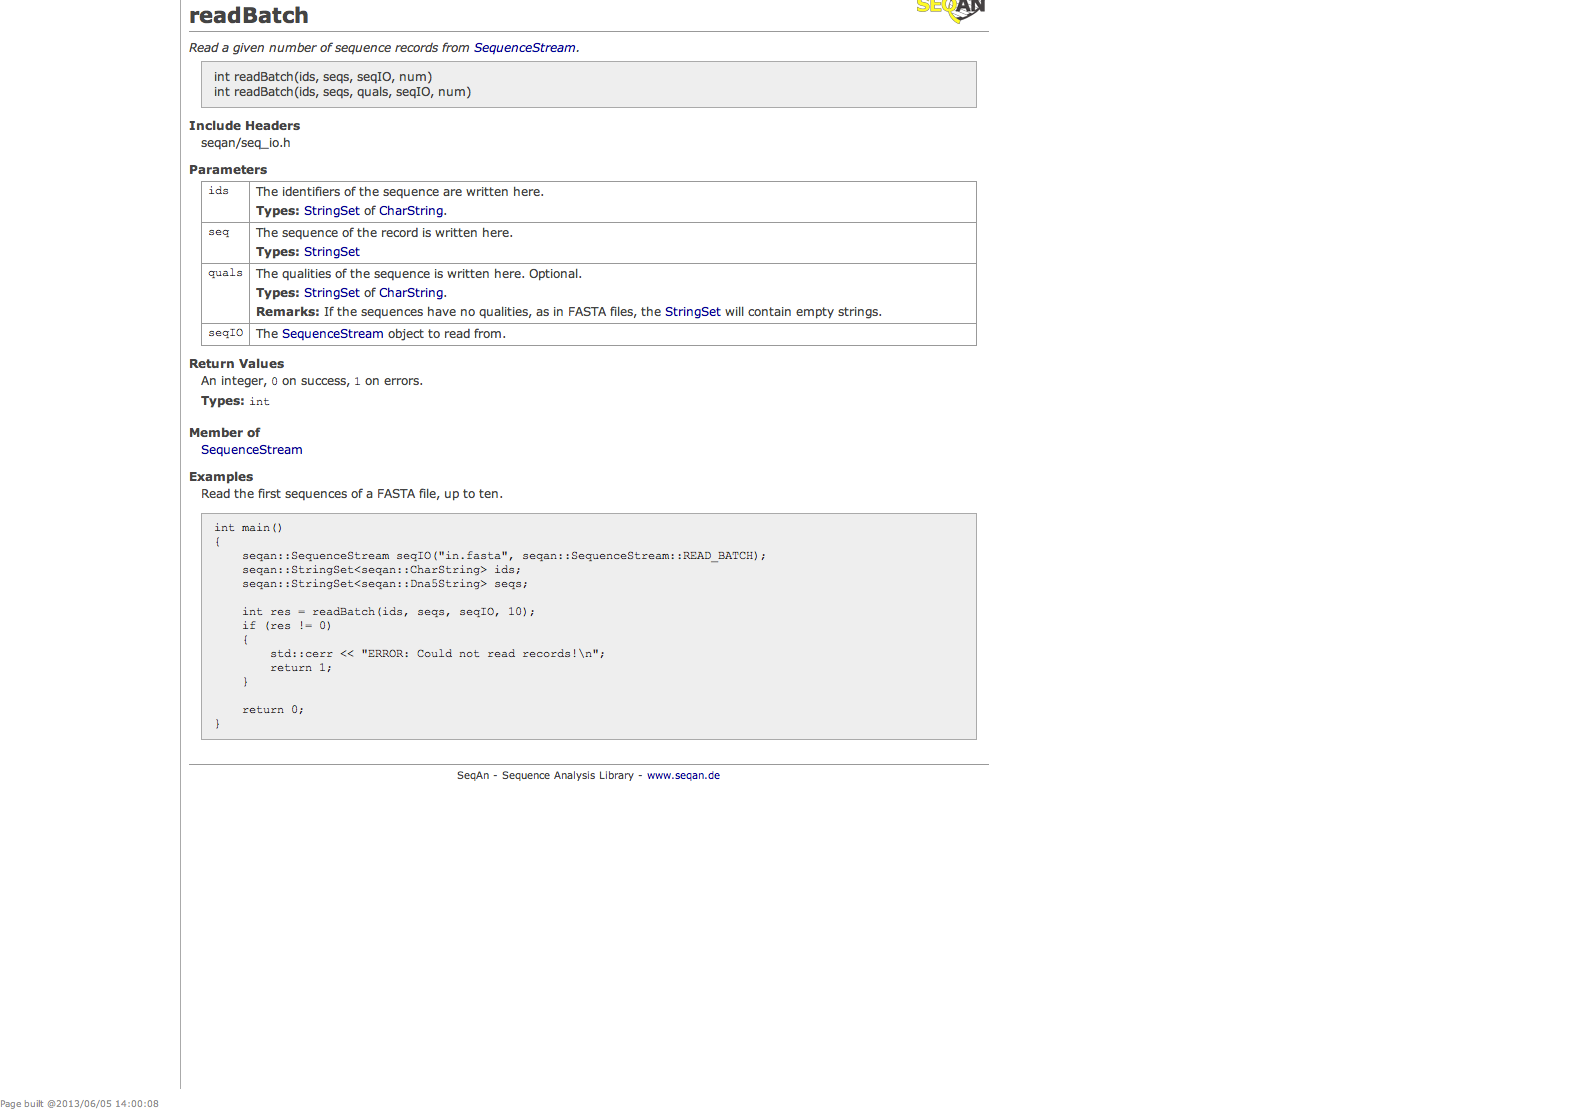 readBatch
SEQAN
Read a given number of sequence records from SequenceStream.
int readBatch(ids, seqs, seqIO, num)
int readBatch(ids, seqs, quals, seqIO, num)
Include Headers
seqan/seq_io.h
Parameters
ids The identifiers of the sequence are written here.
Types: StringSet of CharString.
seq The sequence of the record is written here.
Types: StringSet
quals The qualities of the sequence is written here. Optional.
Types: StringSet of CharString.
Remarks: If the sequences have no qualities, as in FASTA files, the StringSet will contain empty strings.
seqIO The SequenceStream object to read from.
Return Values
An integer, 0 on success, 1 on errors.
Types: int
Member of
SequenceStream
Examples
Read the first sequences of a FASTA file, up to ten.
int main()
{
    seqan::SequenceStream seqIO("in.fasta", seqan::SequenceStream::READ_BATCH);
    seqan::StringSet<seqan::CharString> ids;
    seqan::StringSet<seqan::Dna5String> seqs;
    int res = readBatch(ids, seqs, seqIO, 10);
    if (res != 0)
    {
        std::cerr << "ERROR: Could not read records!\n";
        return 1;
    }
    return 0;
}
SeqAn - Sequence Analysis Library - www.seqan.de
Page built @2013/06/05 14:00:08